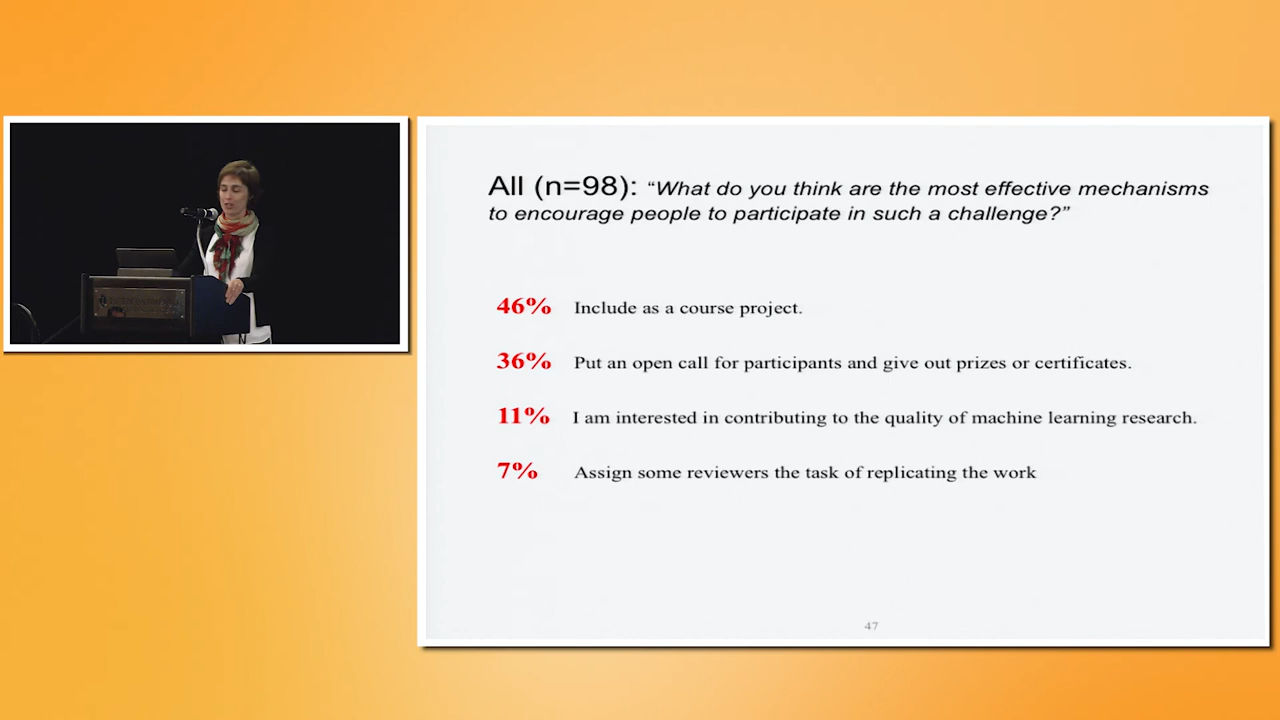 All (n=98): “What do you think are the most effective mechanisms
to encourage people to participate in such a challenge?”
46% Include as a course project.
36% Put an open call for participants and give out prizes or certificates.
11% I am interested in contributing to the quality of machine learning research.
7% Assign some reviewers the task of replicating the work
47